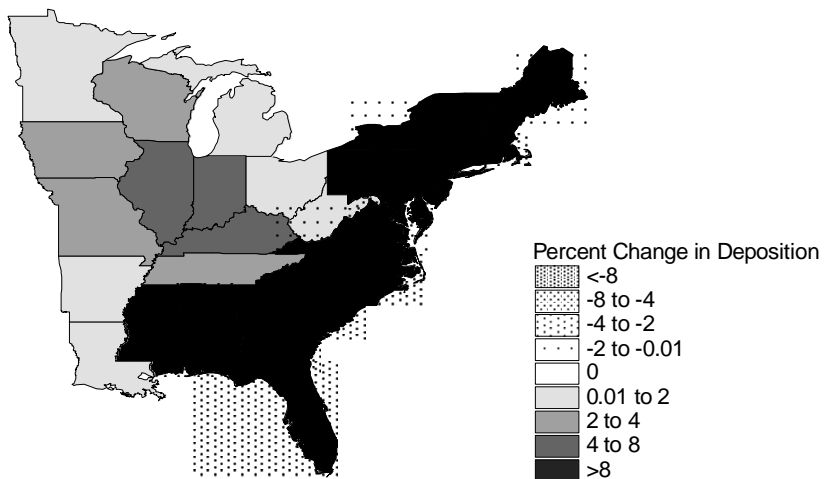 Percent Change in Deposition
<-8
-8 to -4
-4 to -2
-2 to -0.01
0
0.01 to 2
2 to 4
4 to 8
>8